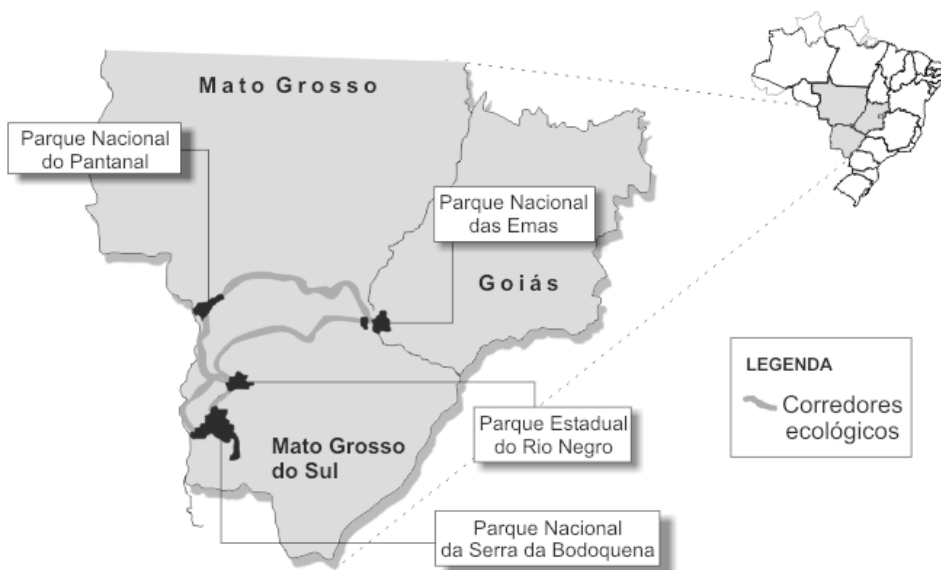 Mato Grosso
Parque Nacional
do Pantanal
Parque Nacional
das Emas
Goiás
LEGENDA
Corredores
ecológicos
Parque Estadual
do Rio Negro
Mato Grosso
do Sul
Parque Nacional
da Serra da Bodoquena